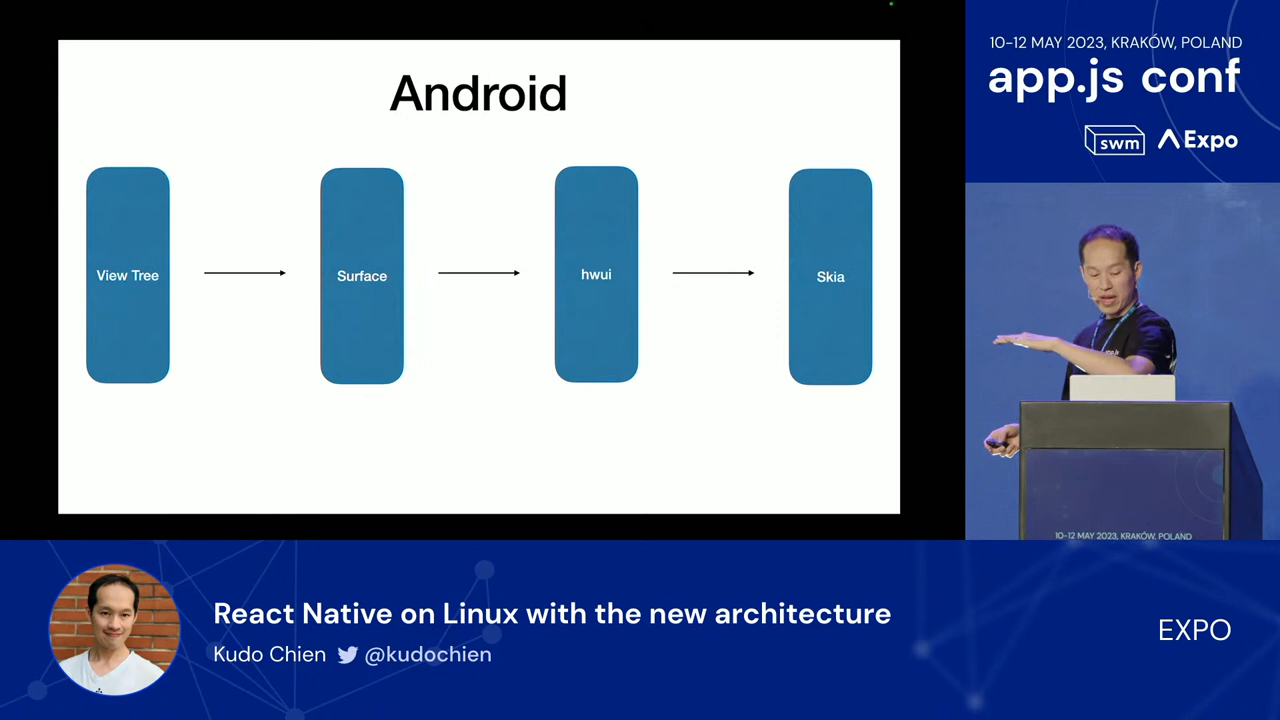 Android
View Tree
Surface
hwui
Skia
10-12 MAY 2023, KRAKÓW, POLAND
app.js conf
swm
Expo
10-12 MAY 2023, KRAKÓW, POLAND
React Native on Linux with the new architecture
Kudo Chien @kudochien
EXPO